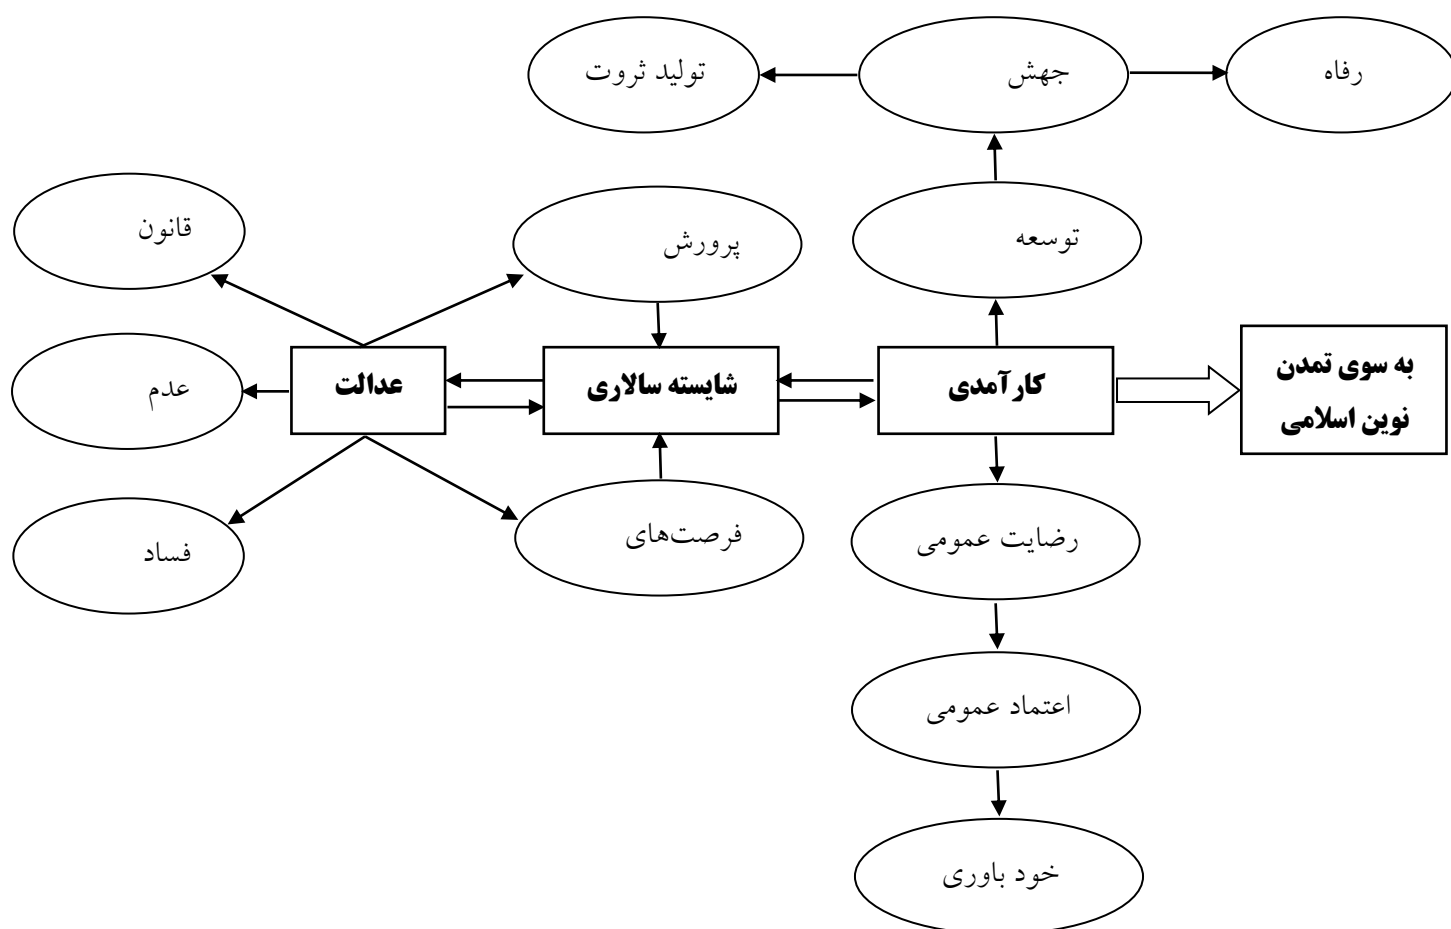 رفاه
جهش
تولید ثروت
توسعه
پرورش
قانون
به سوی تمدن
نوین اسلامی
کارآمدی
شایسته سالاری
عدالت
عدم
رضایت عمومی
فرصت‌های
فساد
اعتماد عمومی
خود باوری